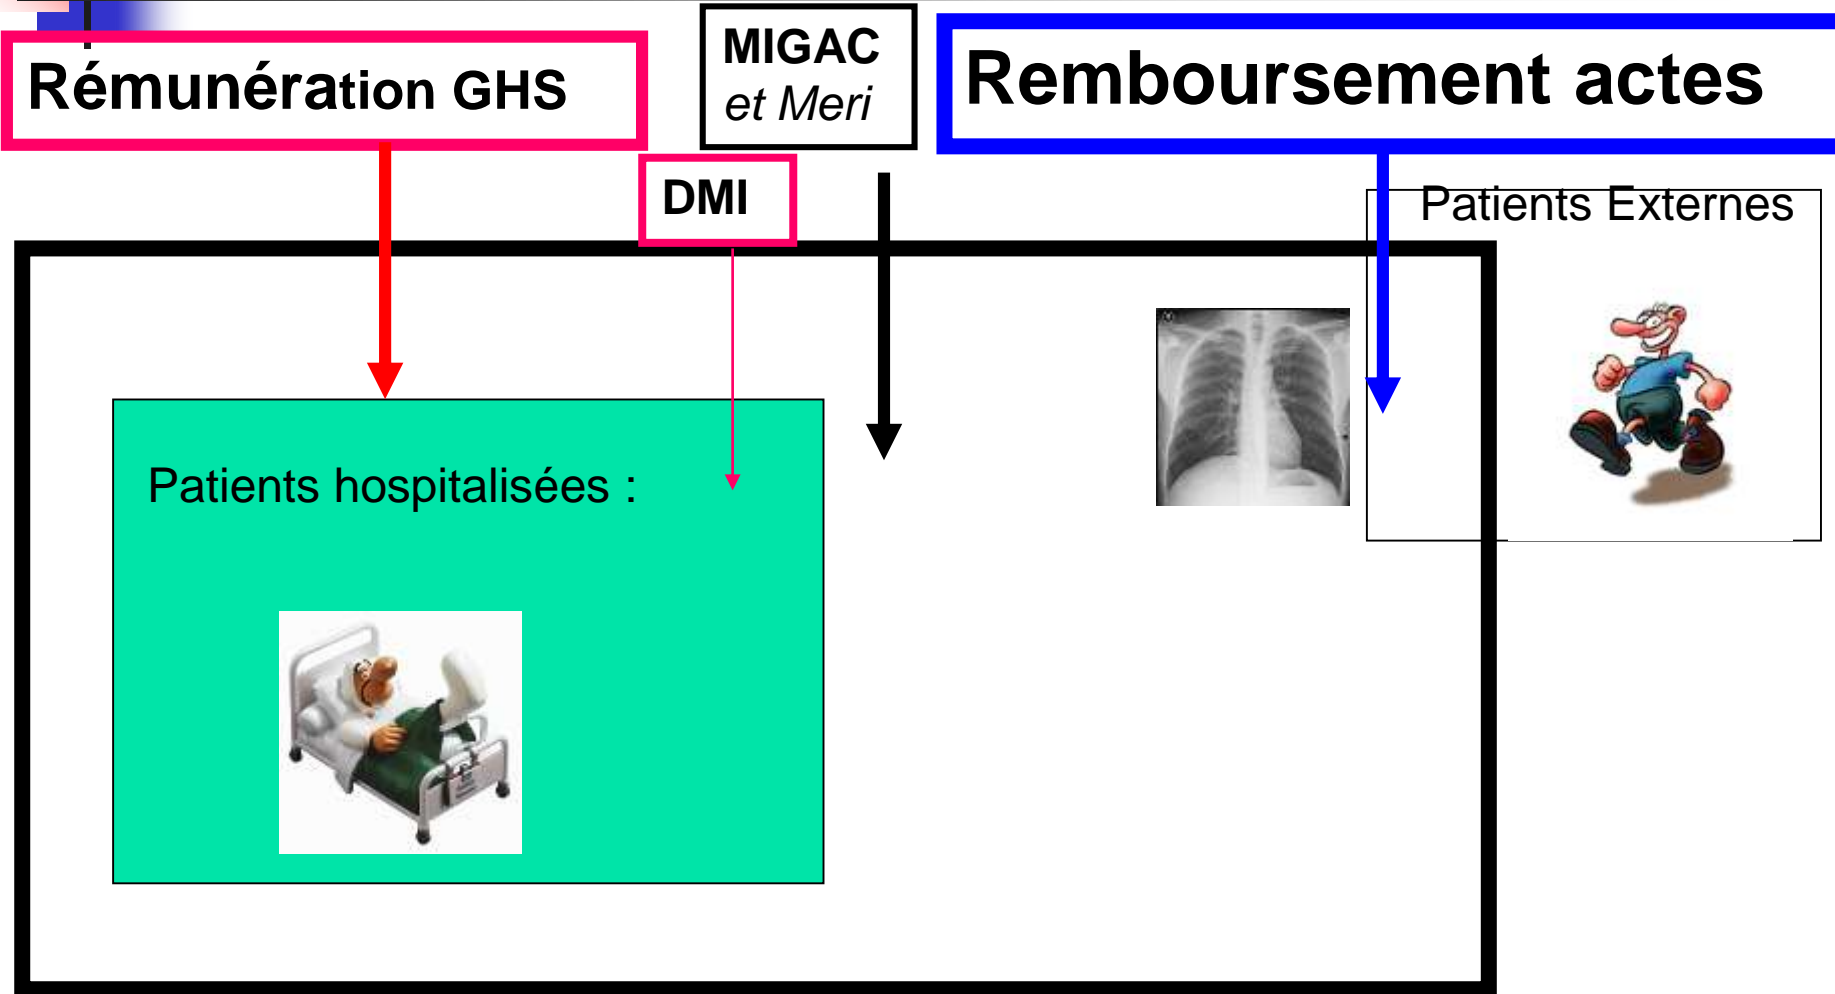 Rémunération GHS
MIGAC
et Meri
Remboursement actes
DMI
Patients Externes
Patients hospitalisées :